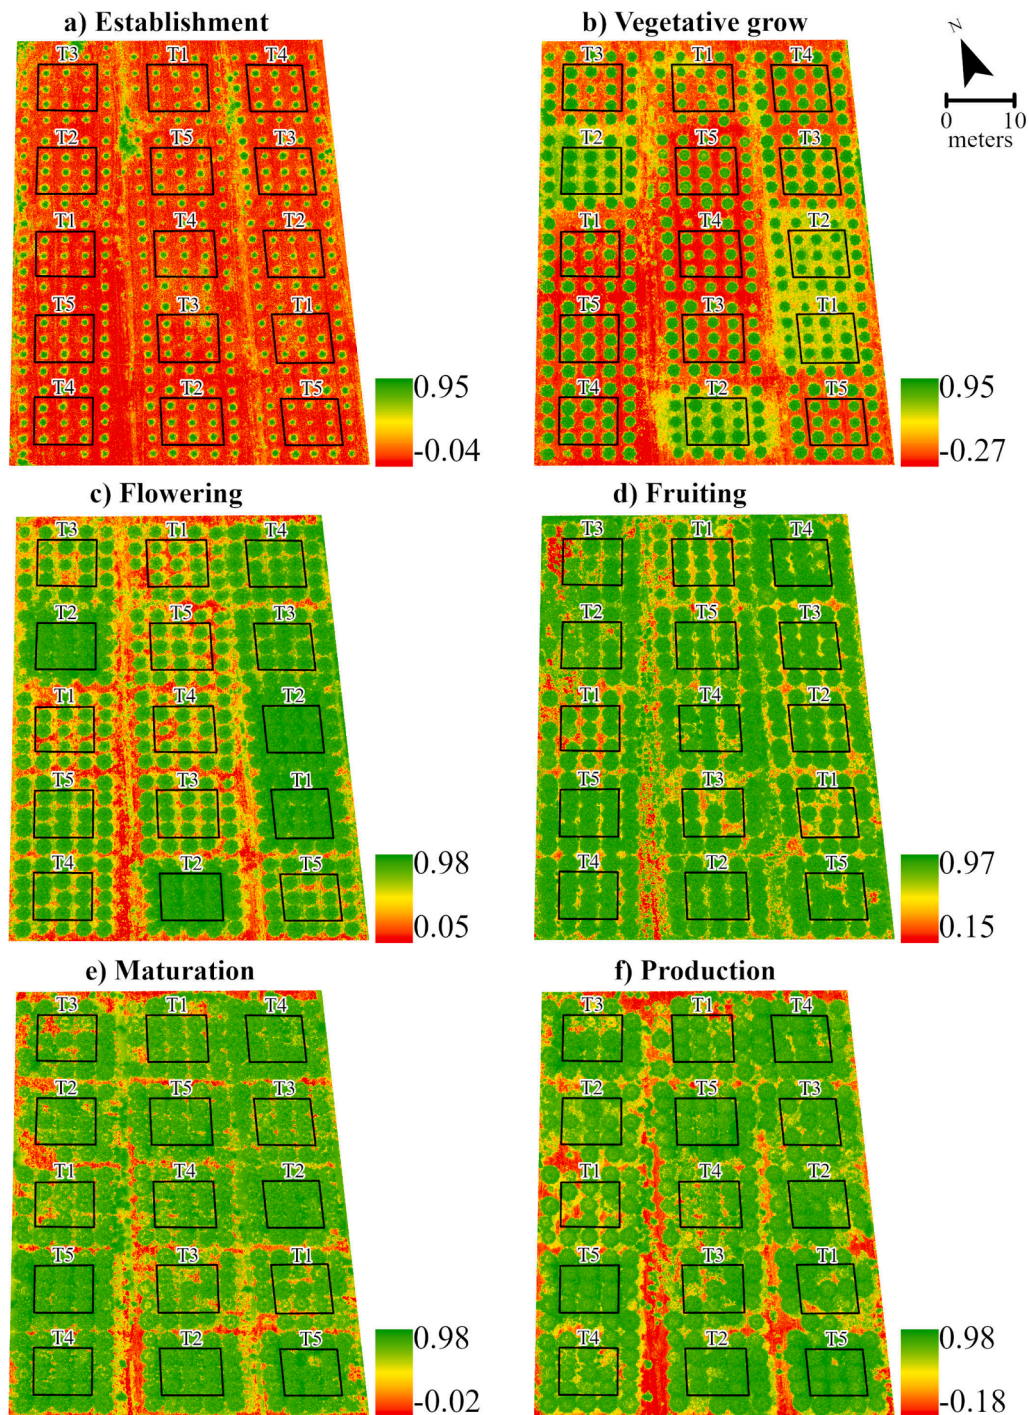 a) Establishment
b) Vegetative grow
N
0 10
meters
T3 T1 T4
T2 T5 T3
T1 T4 T2
T5 T3 T1
T4 T2 T5
0.95
-0.04
T3 T1 T4
T2 T5 T3
T1 T4 T2
T5 T3 T1
T4 T2 T5
0.95
-0.27
c) Flowering
d) Fruiting
T3 T1 T4
T2 T5 T3
T1 T4 T2
T5 T3 T1
T4 T2 T5
0.98
0.05
T3 T1 T4
T2 T5 T3
T1 T4 T2
T5 T3 T1
T4 T2 T5
0.97
0.15
e) Maturation
f) Production
T3 T1 T4
T2 T5 T3
T1 T4 T2
T5 T3 T1
T4 T2 T5
0.98
-0.02
T3 T1 T4
T2 T5 T3
T1 T4 T2
T5 T3 T1
T4 T2 T5
0.98
-0.18